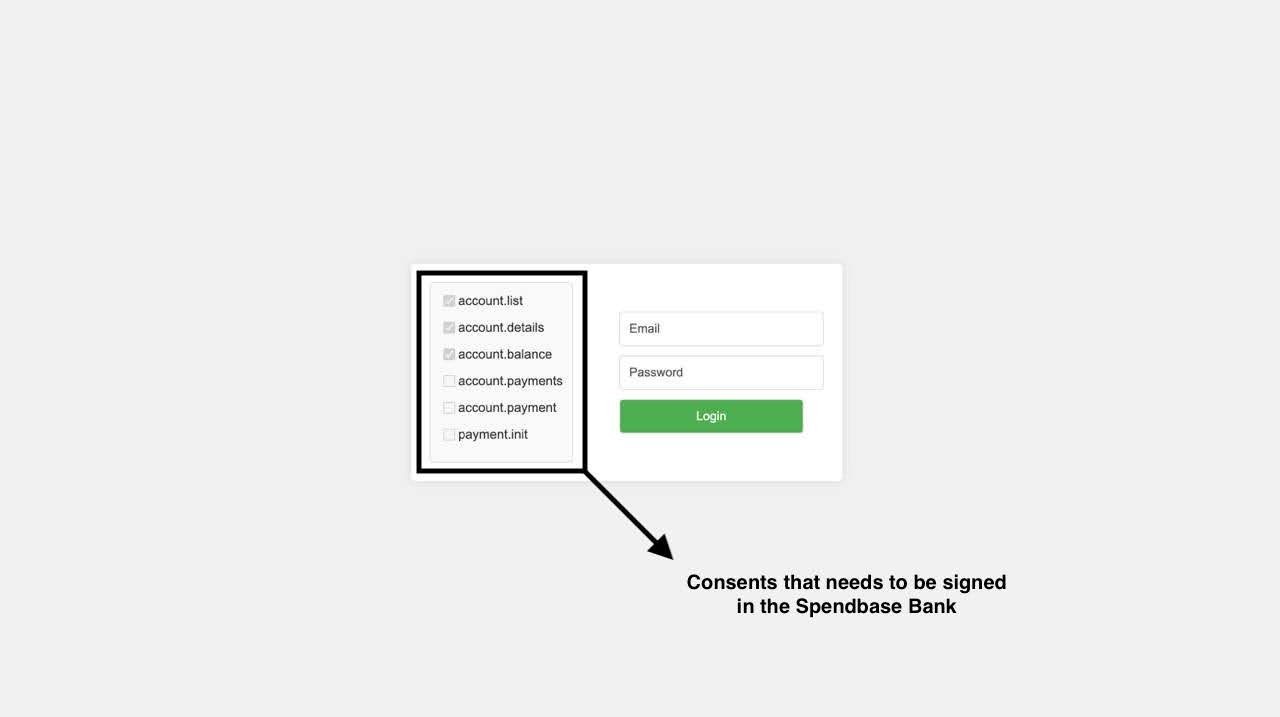 account.list
account.details
account.balance
account.payments
account.payment
payment.init
Email
Password
Login
Consents that needs to be signed
in the Spendbase Bank